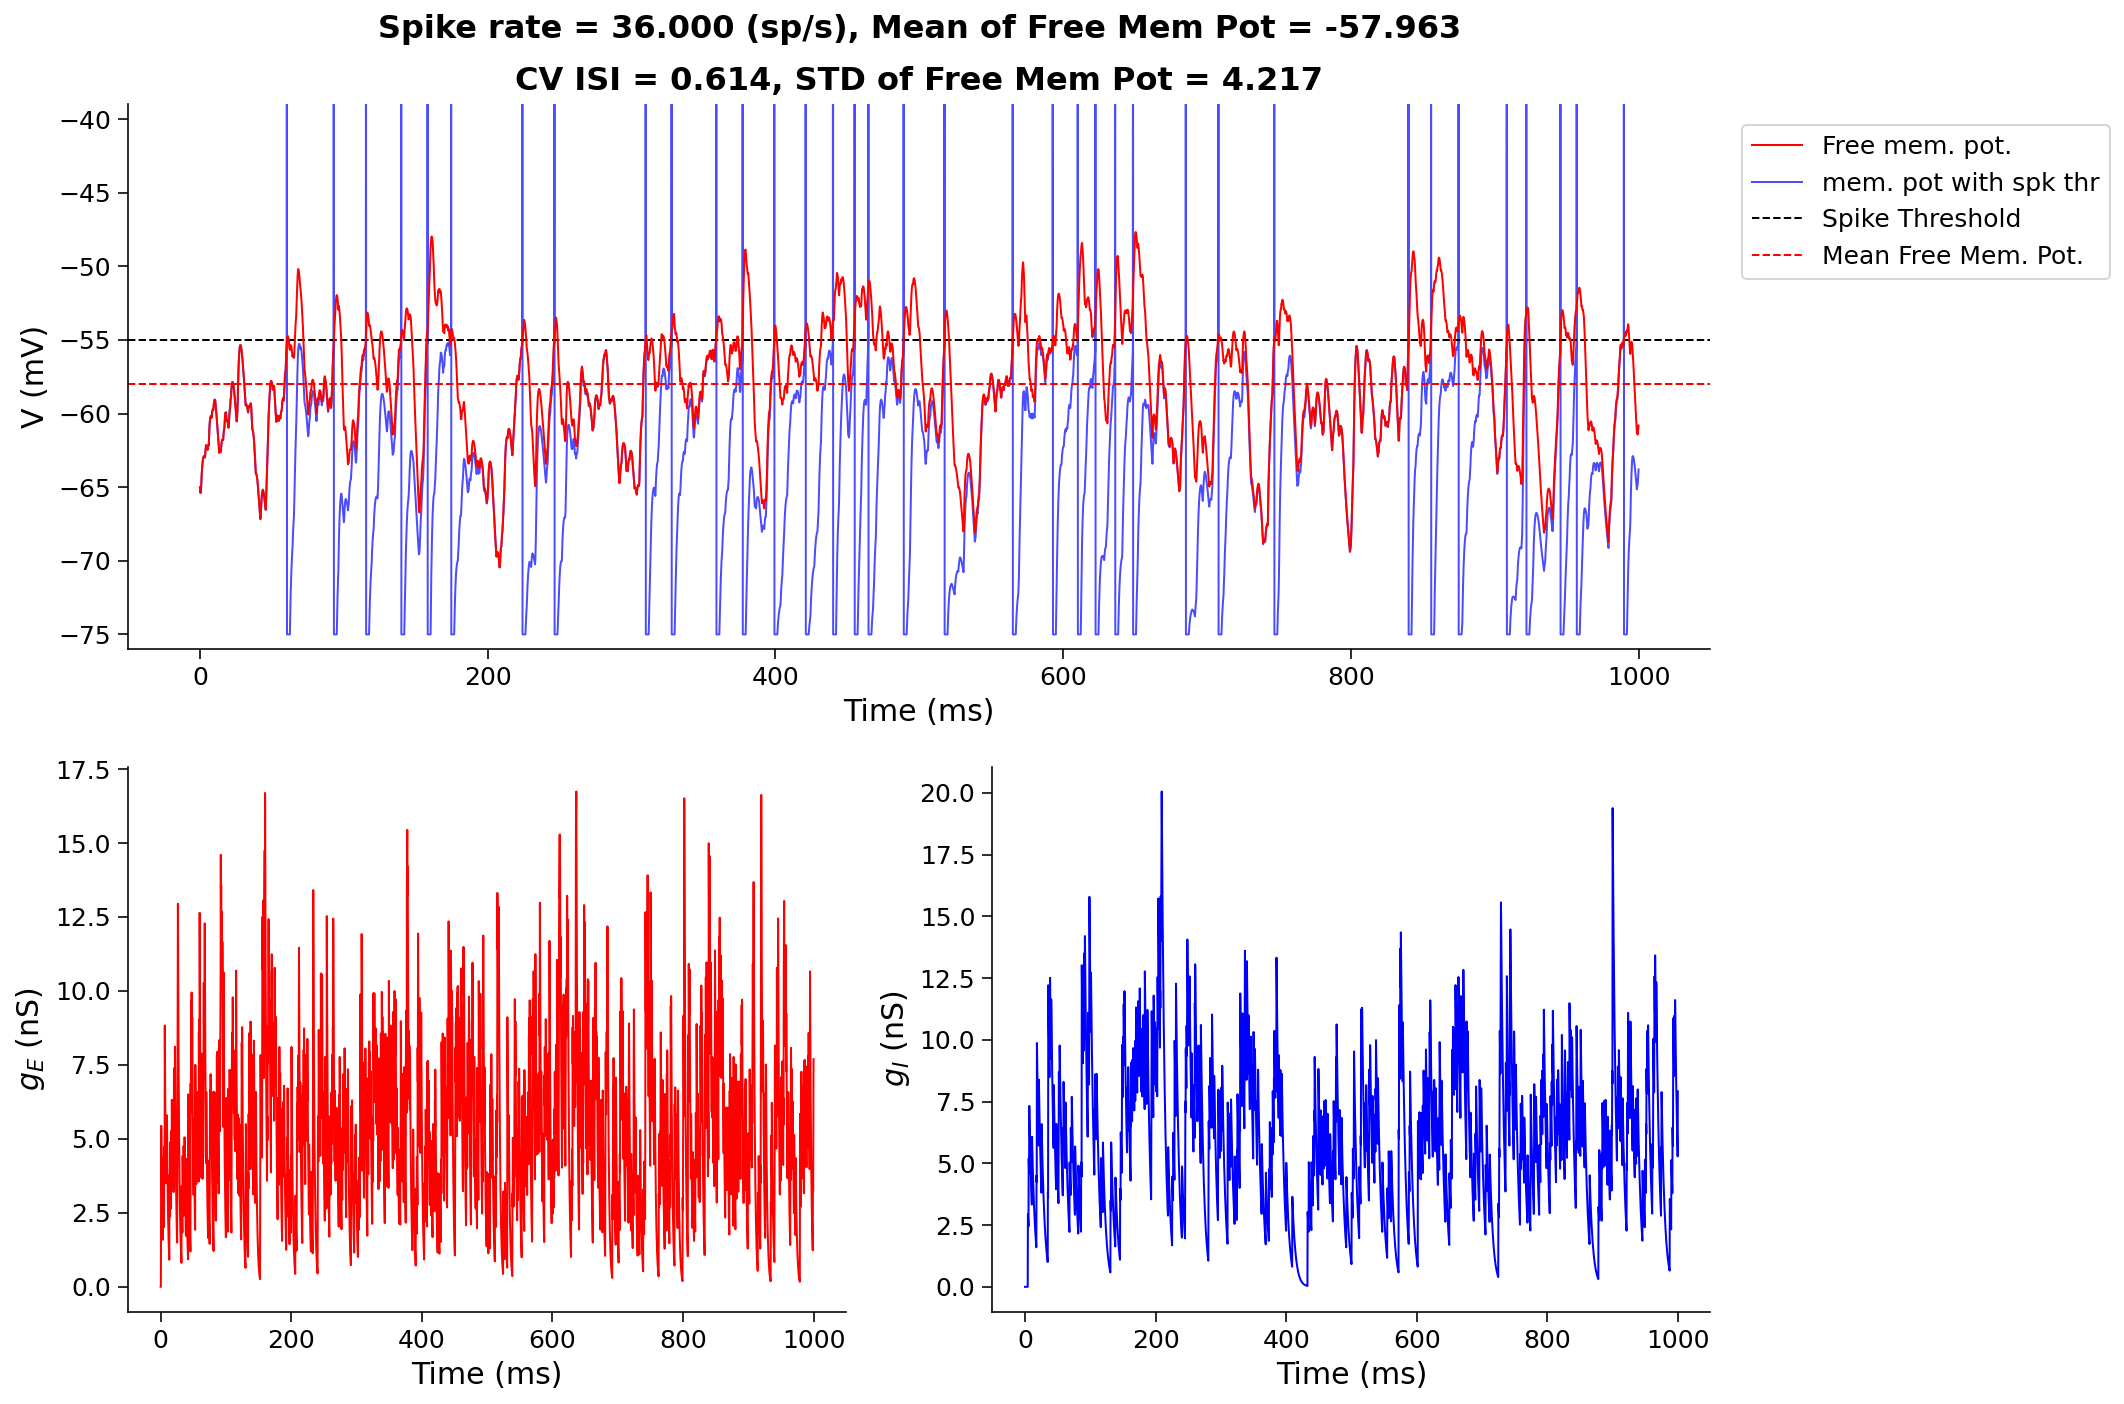 Spike rate = 36.000 (sp/s), Mean of Free Mem Pot = -57.963
CV ISI = 0.614, STD of Free Mem Pot = 4.217
−40
−45
−50
−55
−60
−65
−70
−75
V (mV)
0 200 400 600 800 1000
Time (ms)
Free mem. pot.
mem. pot with spk thr
Spike Threshold
Mean Free Mem. Pot.
17.5
15.0
12.5
10.0
7.5
5.0
2.5
0.0
g_E (nS)
0 200 400 600 800 1000
Time (ms)
20.0
17.5
15.0
12.5
10.0
7.5
5.0
2.5
0.0
g_I (nS)
0 200 400 600 800 1000
Time (ms)